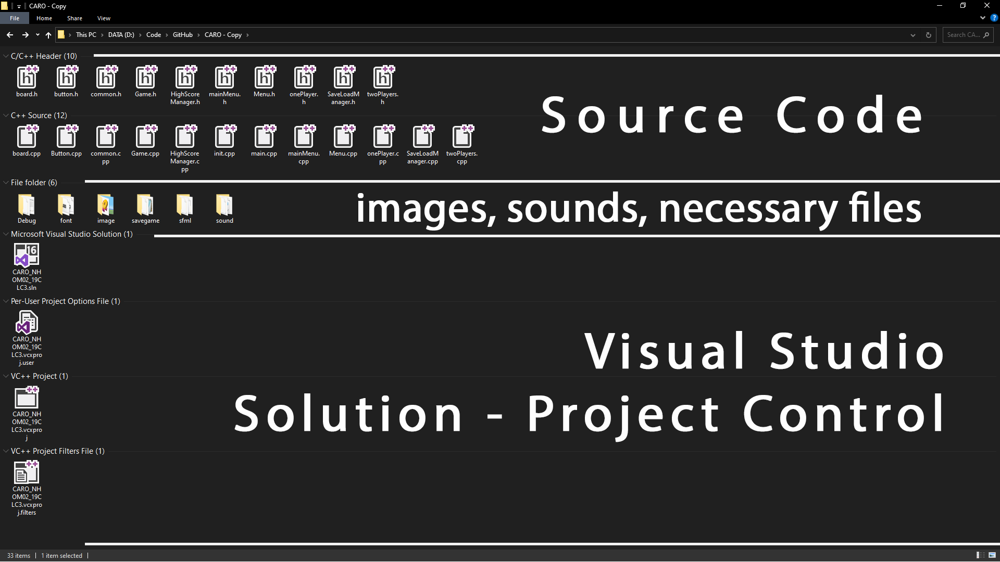 CARO - Copy
File Home Share View
This PC DATA (D:) Code GitHub CARO - Copy Search CA...
C/C++ Header (10)
board.h button.h common.h Game.h HighScore mainMenu. Menu.h onePlayer. SaveLoadM twoPlayers.
Manager.h h h anager.h h
Source Code
C++ Source (12)
board.cpp Button.cpp common.c Game.cpp HighScore init.cpp main.cpp mainMenu. Menu.cpp onePlayer.c SaveLoadM twoPlayers.
pp Manager.c cpp pp anager.cpp cpp
pp
File folder (6)
images, sounds, necessary files
Debug font image savegame sfml sound
Microsoft Visual Studio Solution (1)
16
CARO_NH
OM02_19C
LC3.sln
Per-User Project Options File (1)
CARO_NH
OM02_19C
LC3.vcxpro
j.user
Visual Studio
VC++ Project (1)
CARO_NH
OM02_19C
LC3.vcxpro
j
Solution - Project Control
VC++ Project Filters File (1)
CARO_NH
OM02_19C
LC3.vcxpro
j.filters
33 items 1 item selected